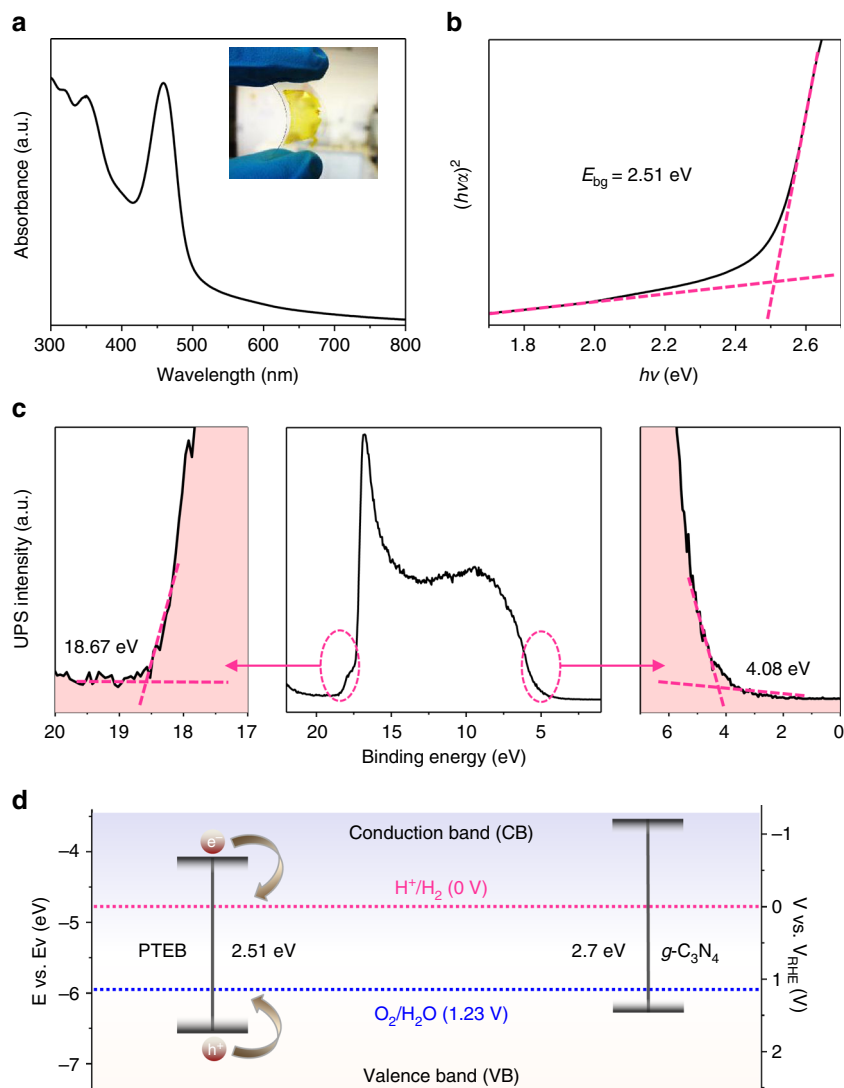 a
Absorbance (a.u.)
300 400 500 600 700 800
Wavelength (nm)
b
(hνα)²
E_bg = 2.51 eV
1.8 2.0 2.2 2.4 2.6
hν (eV)
c
UPS intensity (a.u.)
18.67 eV
20 19 18 17
20 15 10 5
Binding energy (eV)
4.08 eV
6 4 2 0
d
E vs. Ev (eV)
–4
–5
–6
–7
Conduction band (CB)
e⁻
H⁺/H₂ (0 V)
PTEB 2.51 eV
2.7 eV g-C₃N₄
O₂/H₂O (1.23 V)
h⁺
Valence band (VB)
–1
0
1
2
V vs. V_RHE (V)